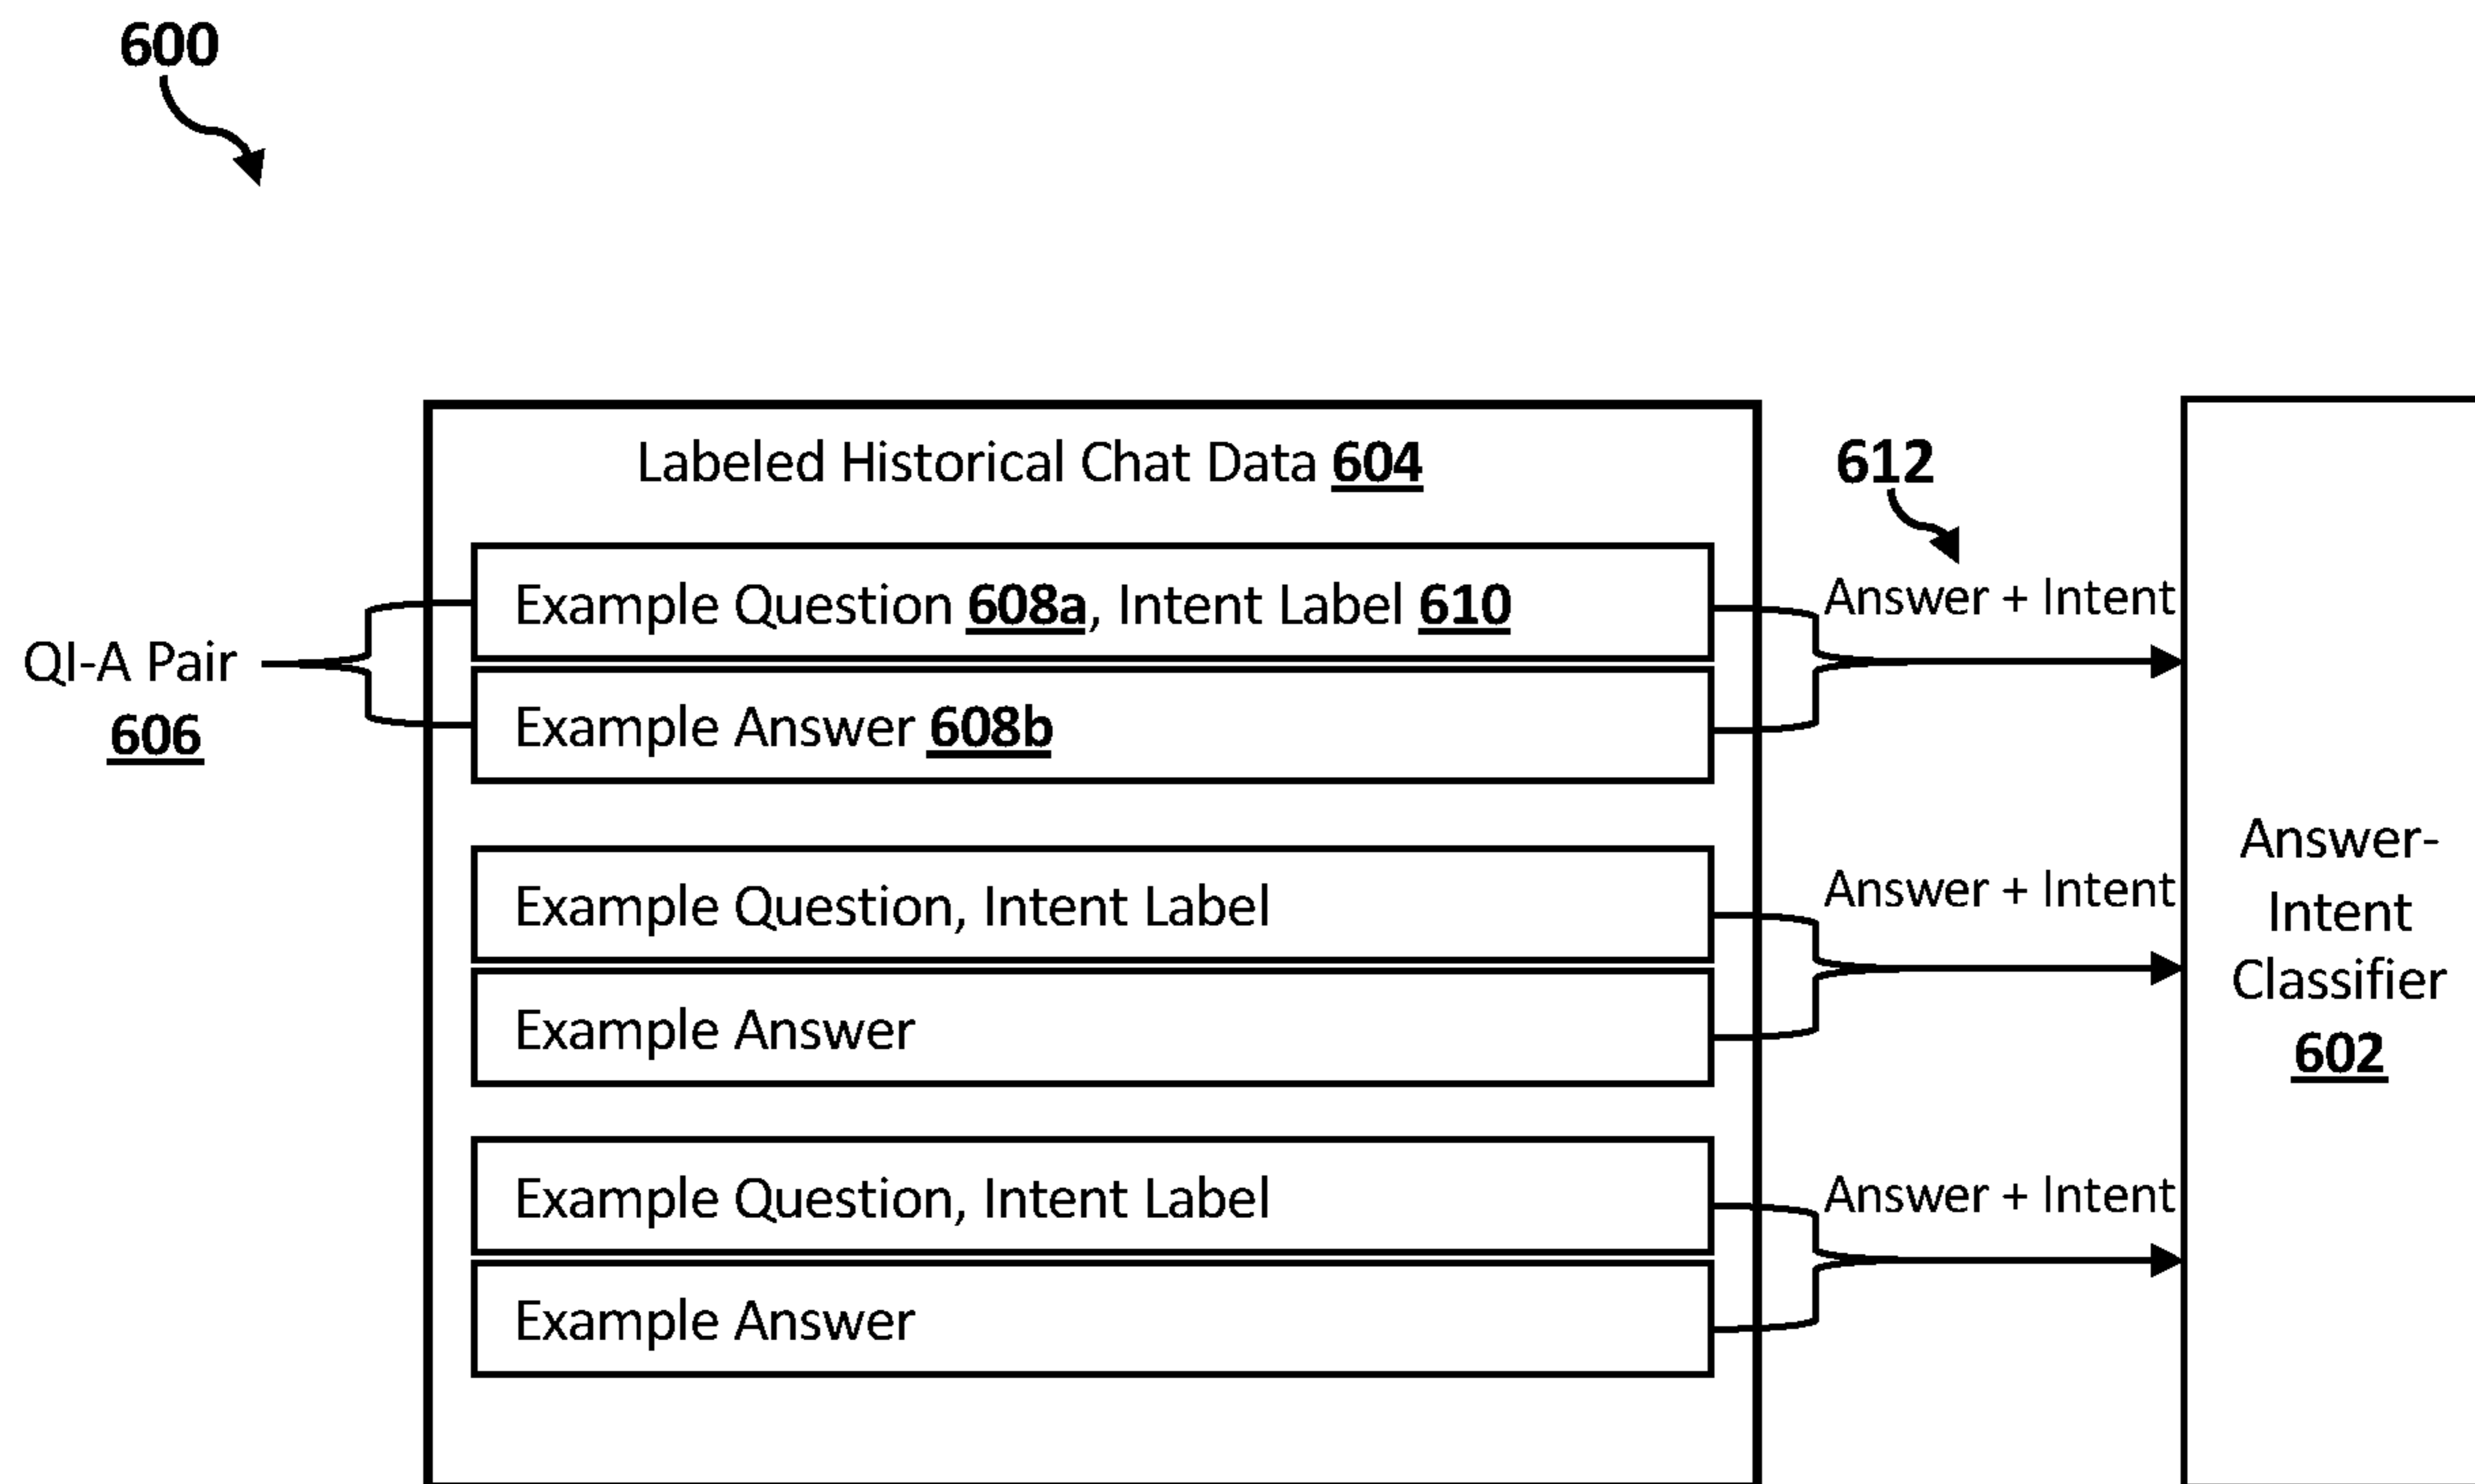 600
Labeled Historical Chat Data 604
612
Example Question 608a, Intent Label 610
Answer + Intent
QI-A Pair
606
Example Answer 608b
Example Question, Intent Label
Answer + Intent
Example Answer
Example Question, Intent Label
Answer + Intent
Example Answer
Answer-
Intent
Classifier
602